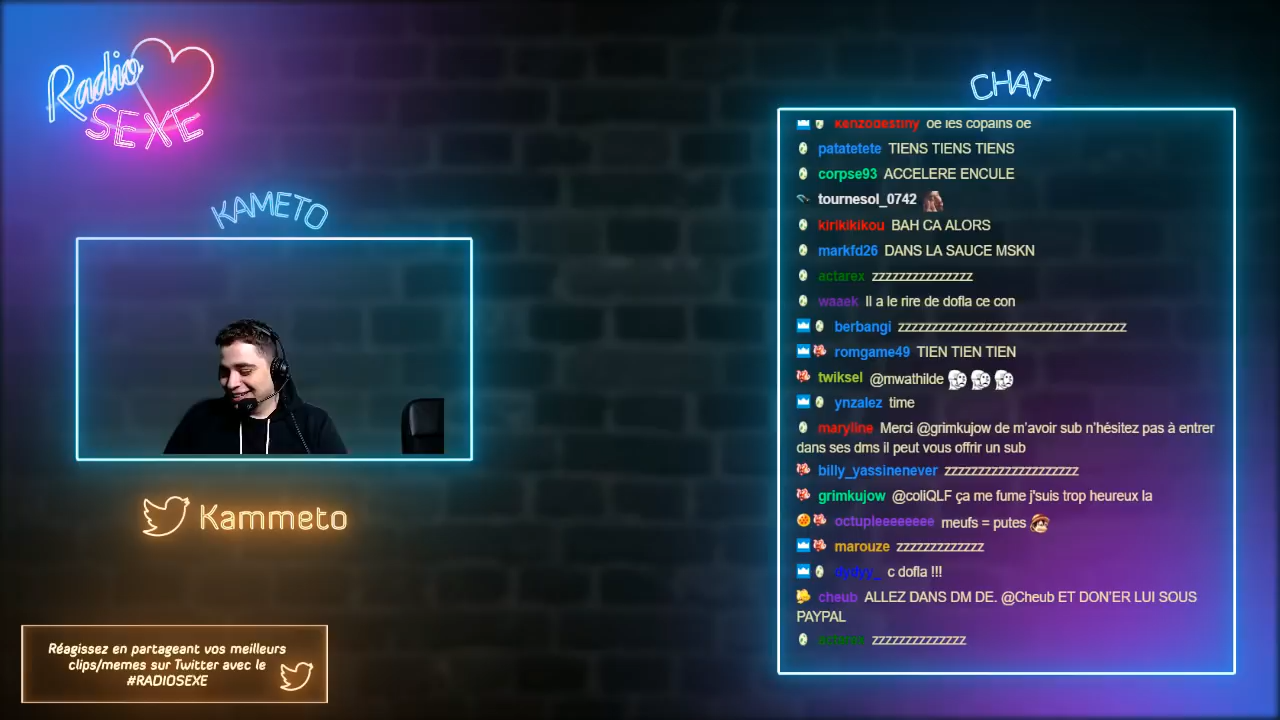 Radio
SEXE
CHAT
KAMETO
Kammeto
Réagissez en partageant vos meilleurs
clips/memes sur Twitter avec le
#RADIOSEXE
kenzodestiny oe les copains oe
patatetete TIENS TIENS TIENS
corpse93 ACCELERE ENCULE
tournesol_0742
kirikikikou BAH CA ALORS
markfd26 DANS LA SAUCE MSKN
actarex zzzzzzzzzzzzzzz
waaek Il a le rire de dofla ce con
berbangi zzzzzzzzzzzzzzzzzzzzzzzzzzzzzzzzzz
romgame49 TIEN TIEN TIEN
twiksel @mwathilde
ynzalez time
maryline Merci @grimkujow de m'avoir sub n'hésitez pas à entrer
dans ses dms il peut vous offrir un sub
billy_yassinenever zzzzzzzzzzzzzzzzzzzz
grimkujow @coliQLF ça me fume j'suis trop heureux la
octupleeeeeeee meufs = putes
marouze zzzzzzzzzzzzz
dydyy_ c dofla !!!
cheub ALLEZ DANS DM DE. @Cheub ET DON'ER LUI SOUS
PAYPAL
zzzzzzzzzzzzzz